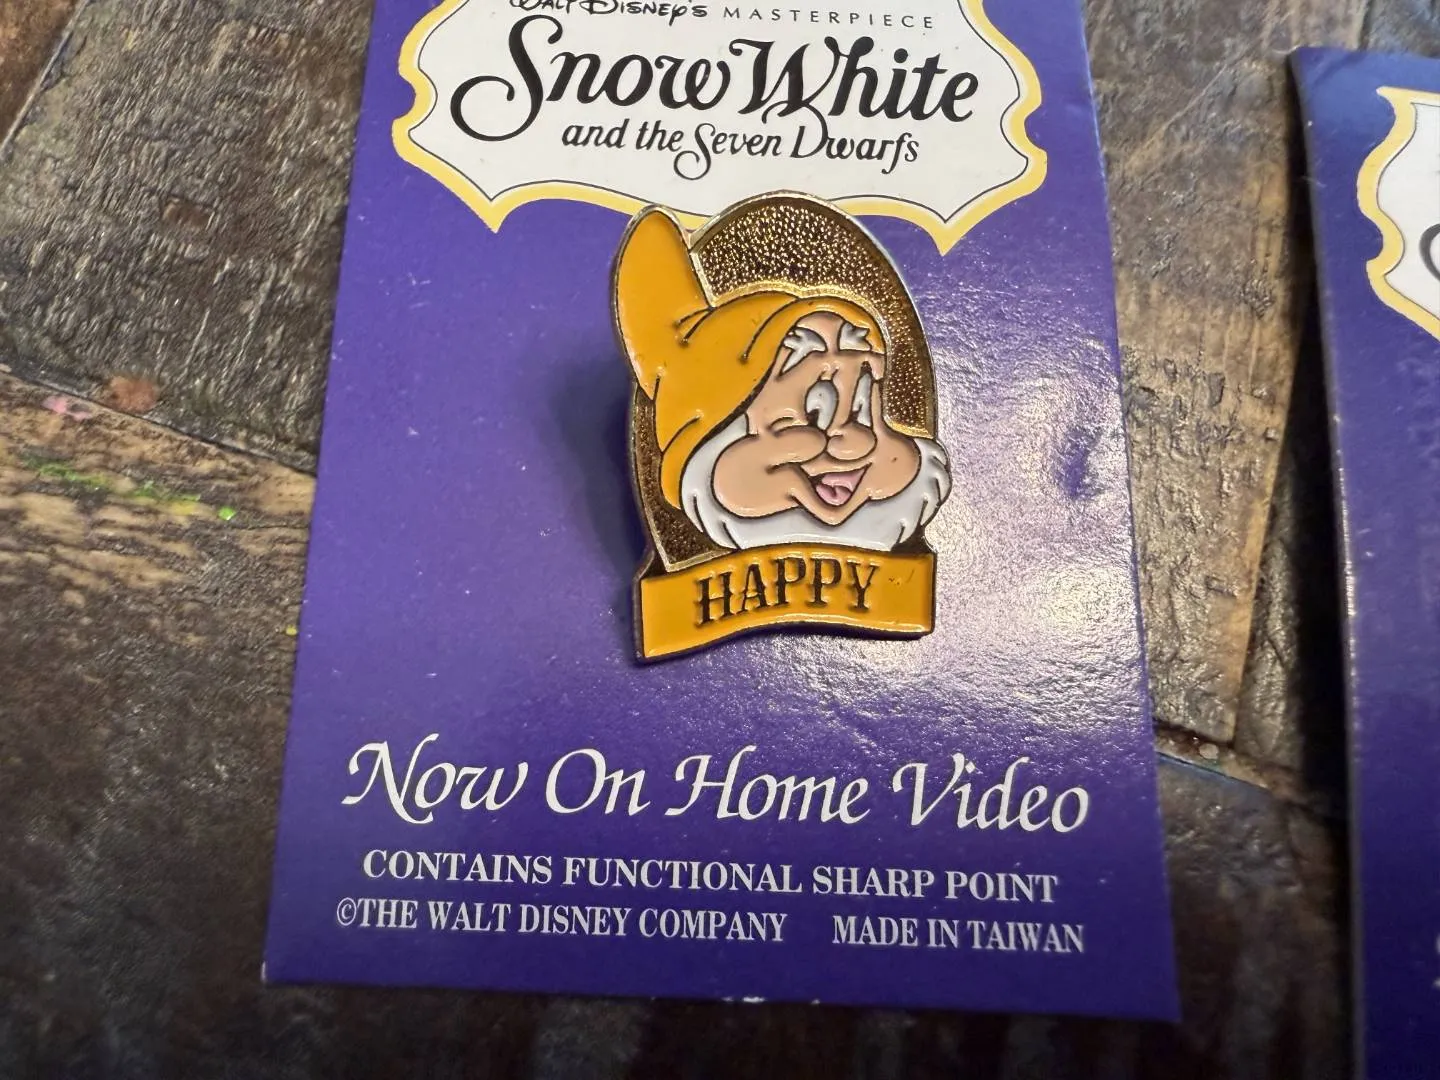 WALT DISNEY'S MASTERPIECE
Snow White
and the Seven Dwarfs
HAPPY
Now On Home Video
CONTAINS FUNCTIONAL SHARP POINT
©THE WALT DISNEY COMPANY MADE IN TAIWAN